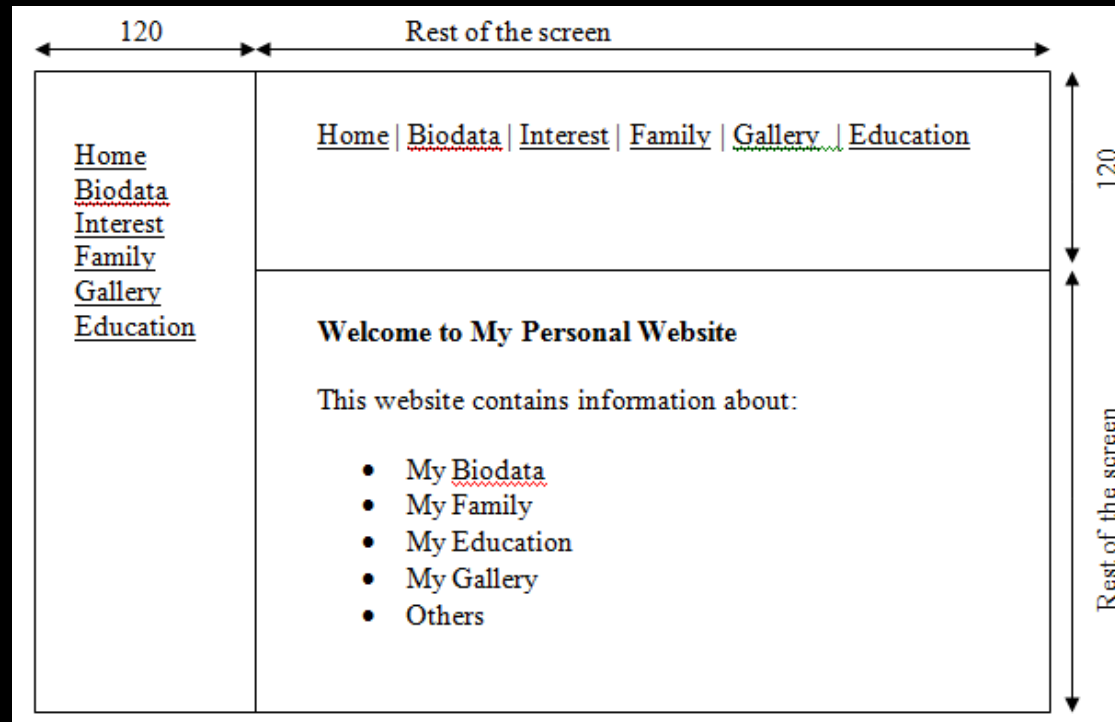 120
Rest of the screen
Home
Biodata
Interest
Family
Gallery
Education
Home | Biodata | Interest | Family | Gallery | Education
120
Welcome to My Personal Website
This website contains information about:
• My Biodata
• My Family
• My Education
• My Gallery
• Others
Rest of the screen